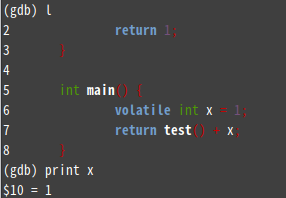 (gdb) l
2 return 1;
3 }
4
5 int main() {
6 volatile int x = 1;
7 return test() + x;
8 }
(gdb) print x
$10 = 1